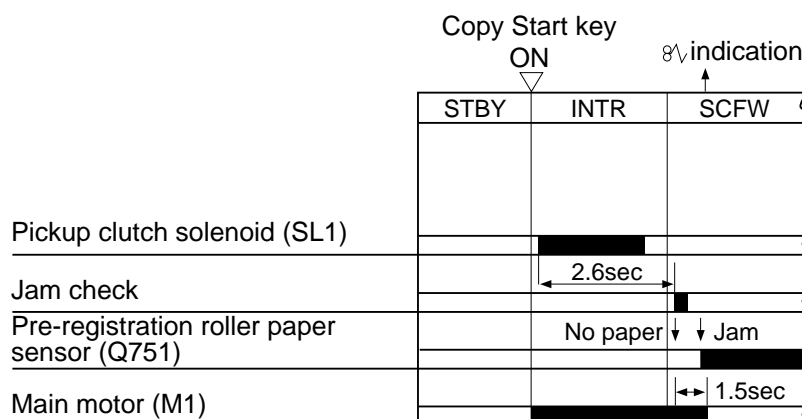 Copy Start key
ON
indication
STBY INTR SCFW
Pickup clutch solenoid (SL1)
2.6sec
Jam check
Pre-registration roller paper
sensor (Q751)
No paper Jam
1.5sec
Main motor (M1)